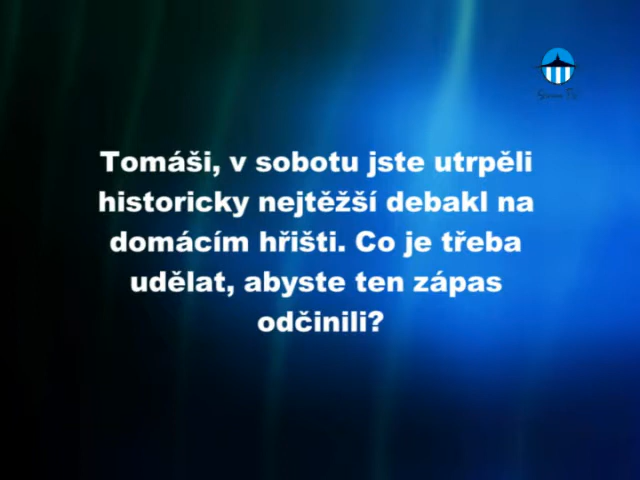 Tomáši, v sobotu jste utrpěli
historicky nejtěžší debakl na
domácím hřišti. Co je třeba
udělat, abyste ten zápas
odčinili?